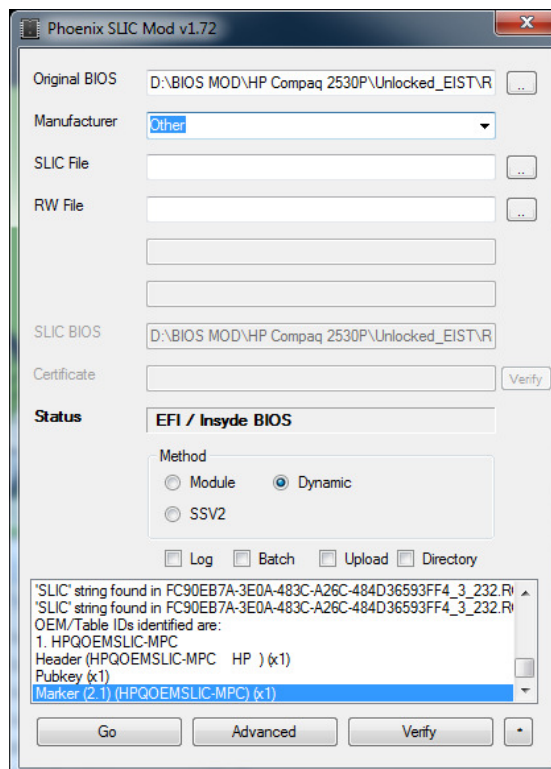 Phoenix SLIC Mod v1.72
Original BIOS D:\BIOS MOD\HP Compaq 2530P\Unlocked_EIST\R ..
Manufacturer Other
SLIC File ..
RW File ..
SLIC BIOS D:\BIOS MOD\HP Compaq 2530P\Unlocked_EIST\R
Certificate Verify
Status EFI / Insyde BIOS
Method
Module Dynamic
SSV2
Log Batch Upload Directory
'SLIC' string found in FC90EB7A-3E0A-483C-A26C-484D36593FF4_3_232.R
'SLIC' string found in FC90EB7A-3E0A-483C-A26C-484D36593FF4_3_232.R
OEM/Table IDs identified are:
1. HPQOEMSLIC-MPC
Header (HPQOEMSLIC-MPC HP ) (x1)
Pubkey (x1)
Marker (2.1) (HPQOEMSLIC-MPC) (x1)
Go Advanced Verify